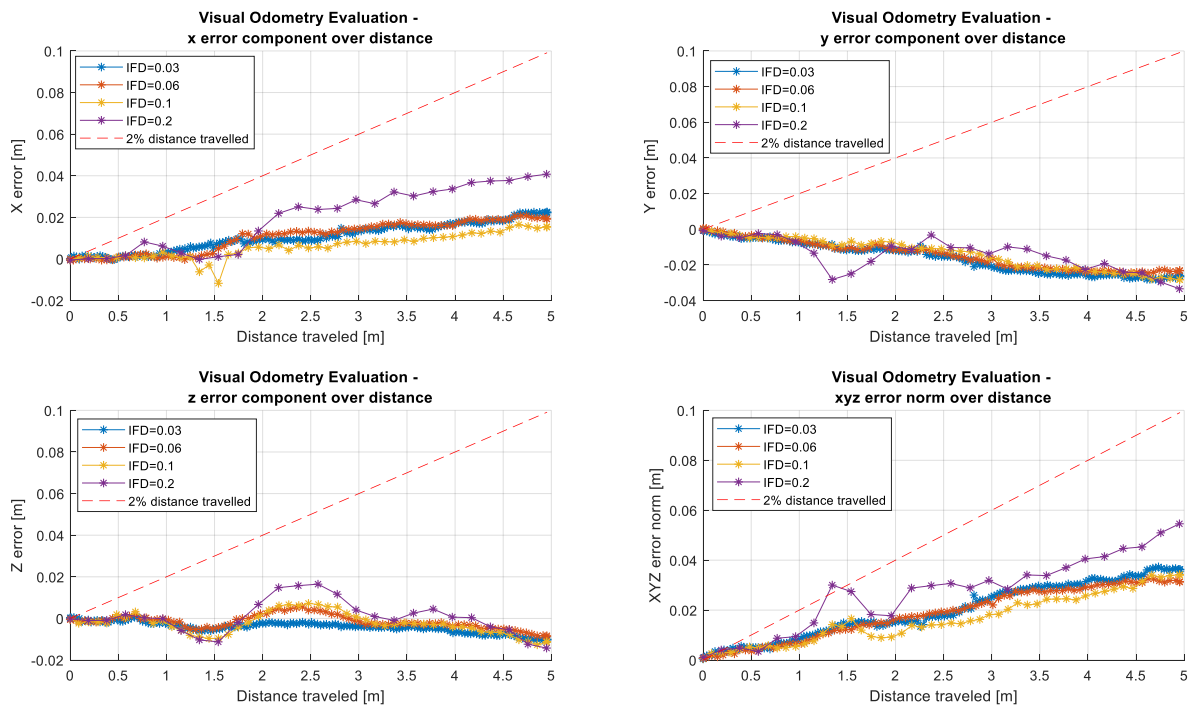 Visual Odometry Evaluation -
x error component over distance
0.1
0.08
0.06
0.04
0.02
0
-0.02
X error [m]
IFD=0.03
IFD=0.06
IFD=0.1
IFD=0.2
2% distance travelled
0 0.5 1 1.5 2 2.5 3 3.5 4 4.5 5
Distance traveled [m]
Visual Odometry Evaluation -
y error component over distance
0.1
0.08
0.06
0.04
0.02
0
-0.02
-0.04
Y error [m]
IFD=0.03
IFD=0.06
IFD=0.1
IFD=0.2
2% distance travelled
0 0.5 1 1.5 2 2.5 3 3.5 4 4.5 5
Distance traveled [m]
Visual Odometry Evaluation -
z error component over distance
0.1
0.08
0.06
0.04
0.02
0
-0.02
Z error [m]
IFD=0.03
IFD=0.06
IFD=0.1
IFD=0.2
2% distance travelled
0 0.5 1 1.5 2 2.5 3 3.5 4 4.5 5
Distance traveled [m]
Visual Odometry Evaluation -
xyz error norm over distance
0.1
0.08
0.06
0.04
0.02
0
XYZ error norm [m]
IFD=0.03
IFD=0.06
IFD=0.1
IFD=0.2
2% distance travelled
0 0.5 1 1.5 2 2.5 3 3.5 4 4.5 5
Distance traveled [m]